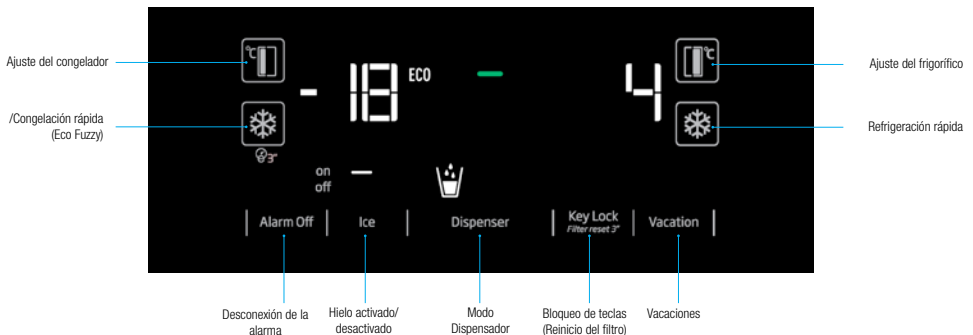 Ajuste del congelador
/Congelación rápida
(Eco Fuzzy)
°C
- 18 ECO
4
°C
Ajuste del frigorífico
Refrigeración rápida
3"
on
off
Alarm Off
Ice
Dispenser
Key Lock
Filter reset 3"
Vacation
Desconexión de la
alarma
Hielo activado/
desactivado
Modo
Dispensador
Bloqueo de teclas
(Reinicio del filtro)
Vacaciones